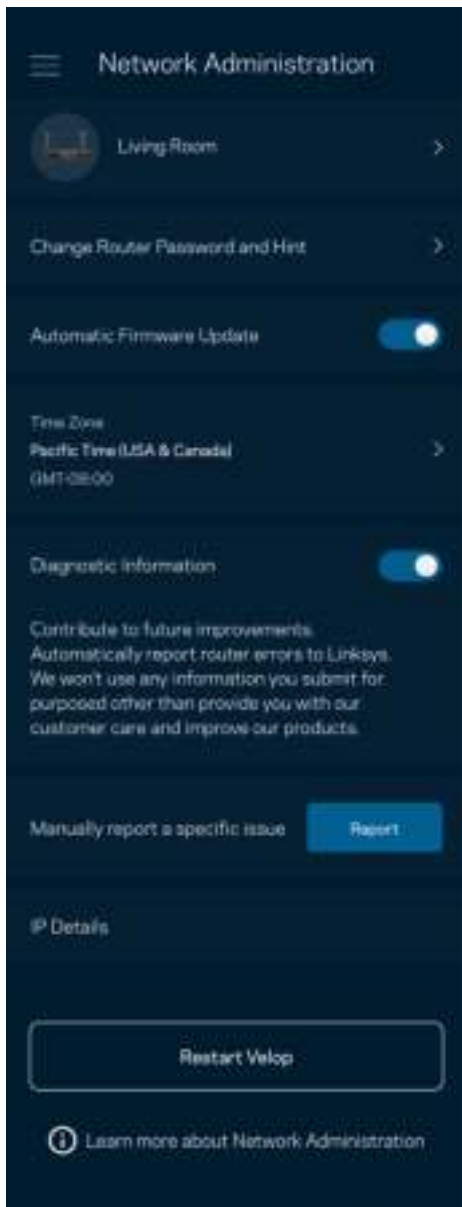 Network Administration
Living Room
Change Router Password and Hint
Automatic Firmware Update
Time Zone
Pacific Time (USA & Canada)
GMT-08:00
Diagnostic Information
Contribute to future improvements.
Automatically report router errors to Linksys.
We won't use any information you submit for
purposed other than provide you with our
customer care and improve our products.
Manually report a specific issue
Report
IP Details
Restart Velop
Learn more about Network Administration